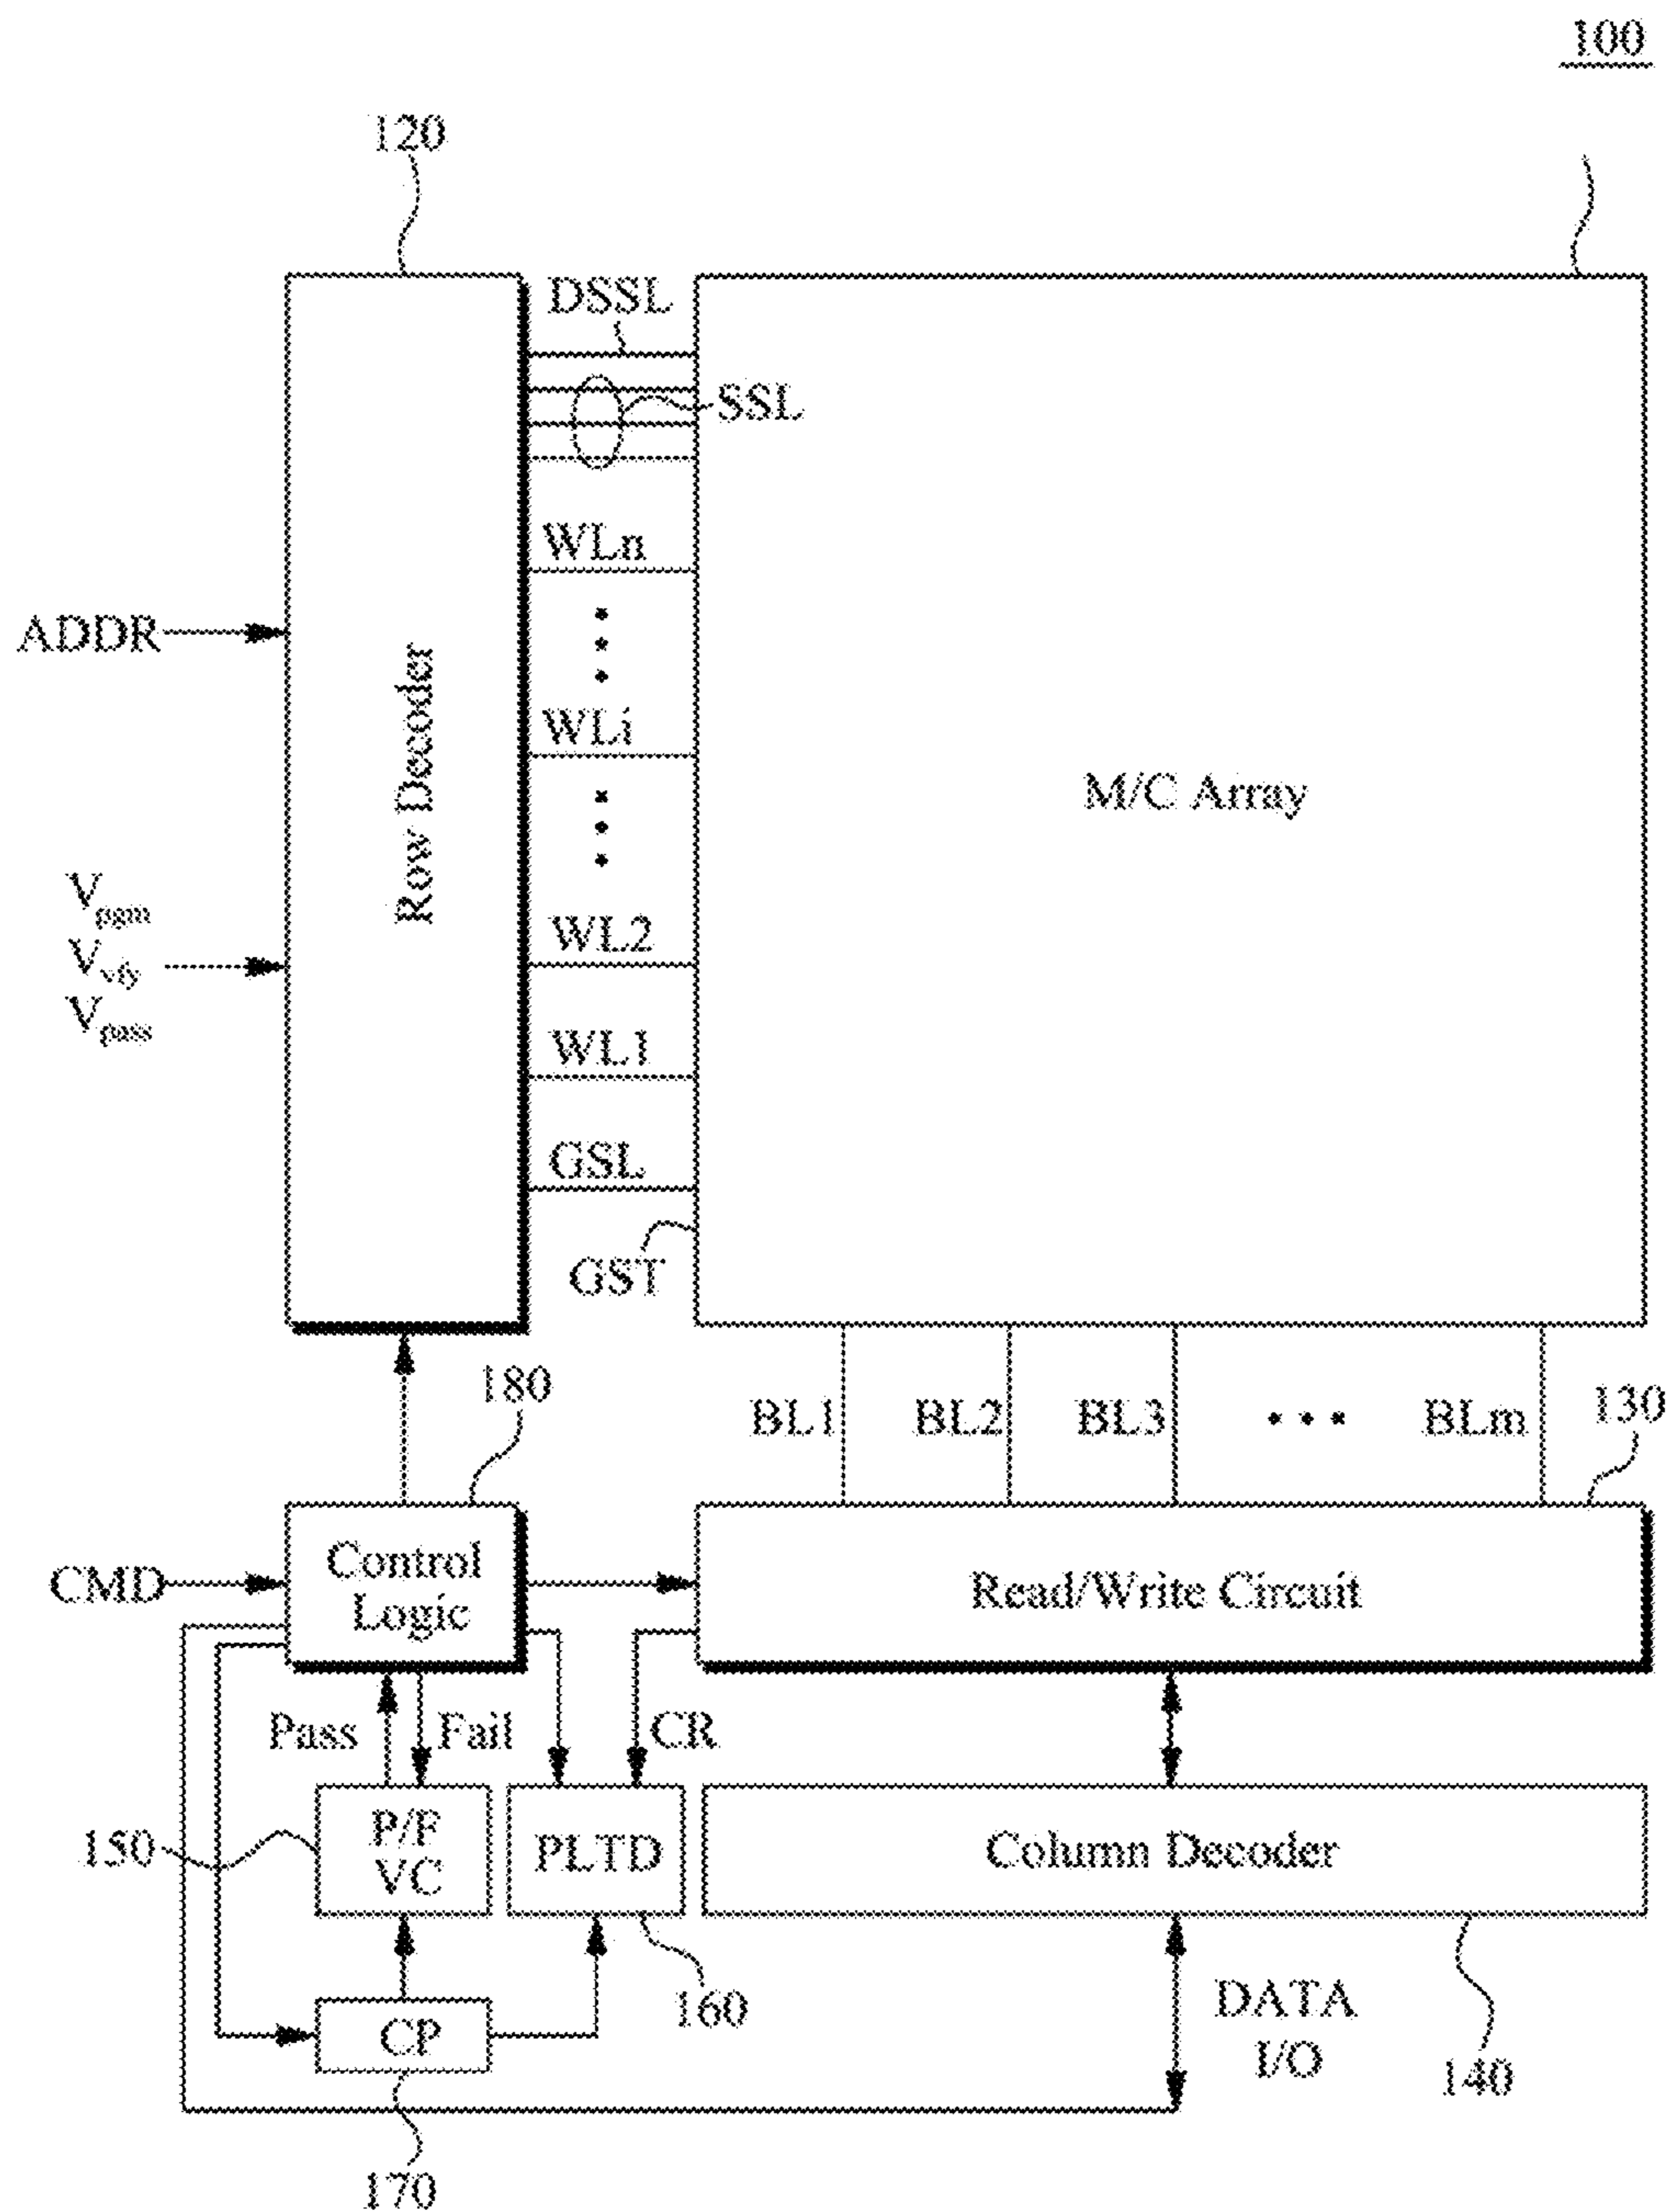 100
120
DSSL
SSL
WLn
ADDR
WLi
Row Decoder
M/C Array
Vpgm
Vvfy
Vpass
WL2
WL1
GSL
GST
180
BL1
BL2
BL3
• • •
BLm
130
CMD
Control
Logic
Read/Write Circuit
Pass
Fail
CR
150
P/F
VC
PLTD
Column Decoder
CP
160
DATA
I/O
140
170